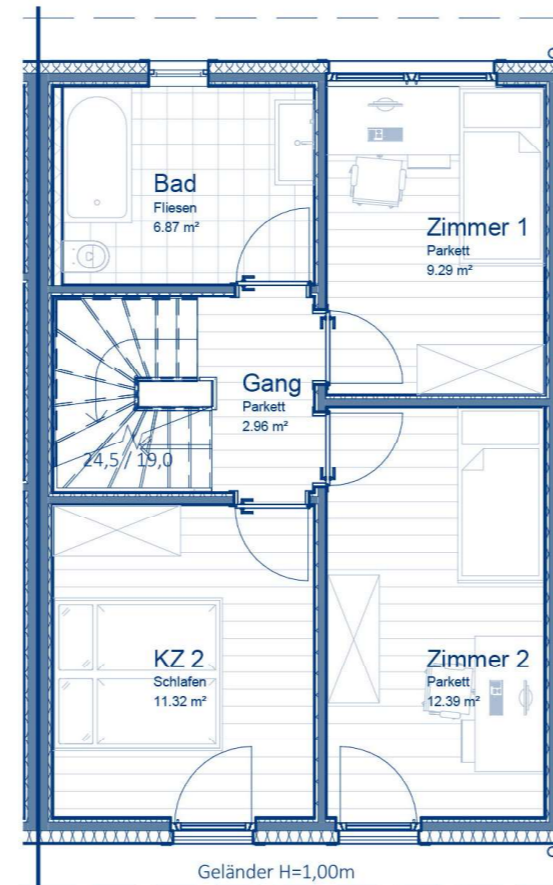 Bad
Fliesen
6.87 m²
Zimmer 1
Parkett
9.29 m²
Gang
Parkett
2.96 m²
24,5 / 19,0
KZ 2
Schlafen
11.32 m²
Zimmer 2
Parkett
12.39 m²
Geländer H=1,00m